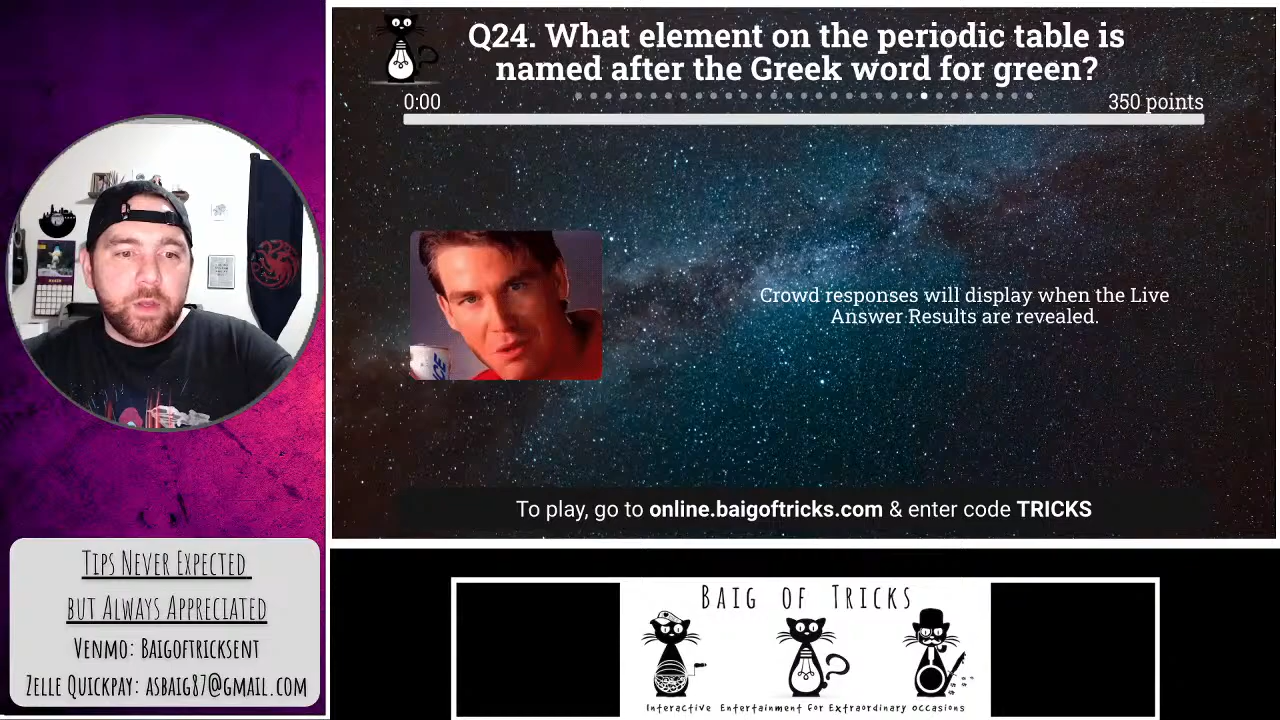 Q24. What element on the periodic table is
named after the Greek word for green?
0:00
350 points
Crowd responses will display when the Live
Answer Results are revealed.
To play, go to online.baigoftricks.com & enter code TRICKS
Tips Never Expected
but Always Appreciated
Venmo: Baigoftricksent
Zelle Quickpay: asbaig87@gmail.com
Baig of Tricks
Interactive Entertainment for Extraordinary Occasions